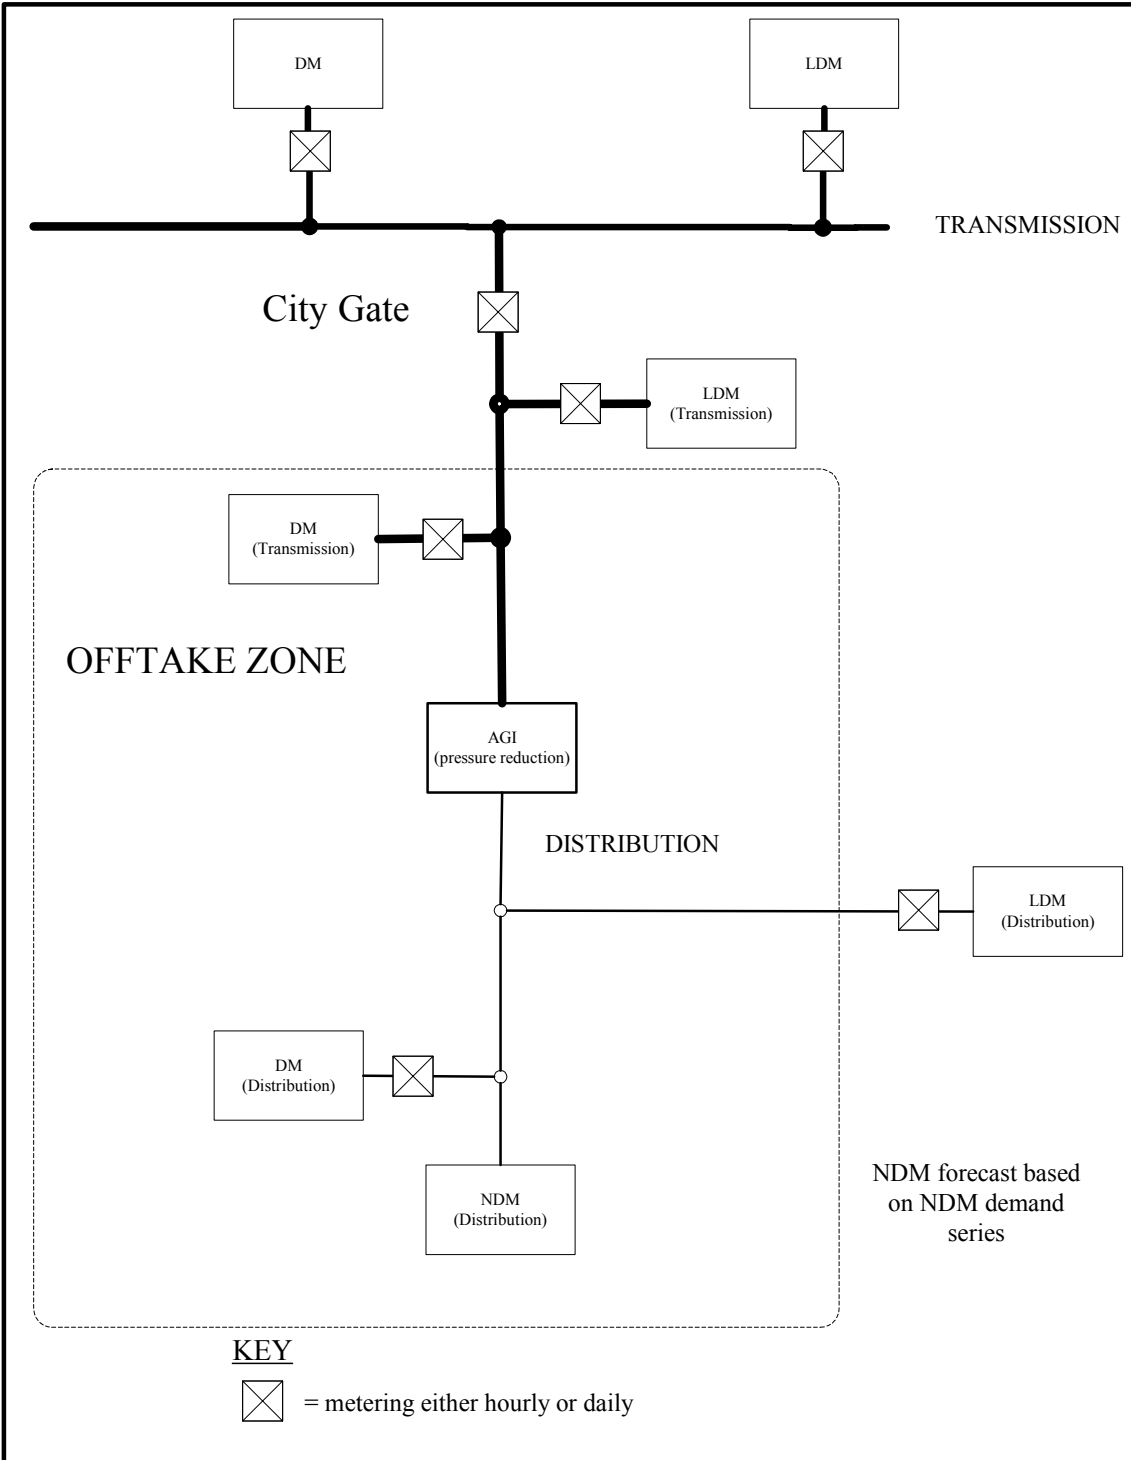 DM
LDM
TRANSMISSION
City Gate
LDM
(Transmission)
DM
(Transmission)
OFFTAKE ZONE
AGI
(pressure reduction)
DISTRIBUTION
LDM
(Distribution)
DM
(Distribution)
NDM
(Distribution)
NDM forecast based
on NDM demand
series
KEY
= metering either hourly or daily